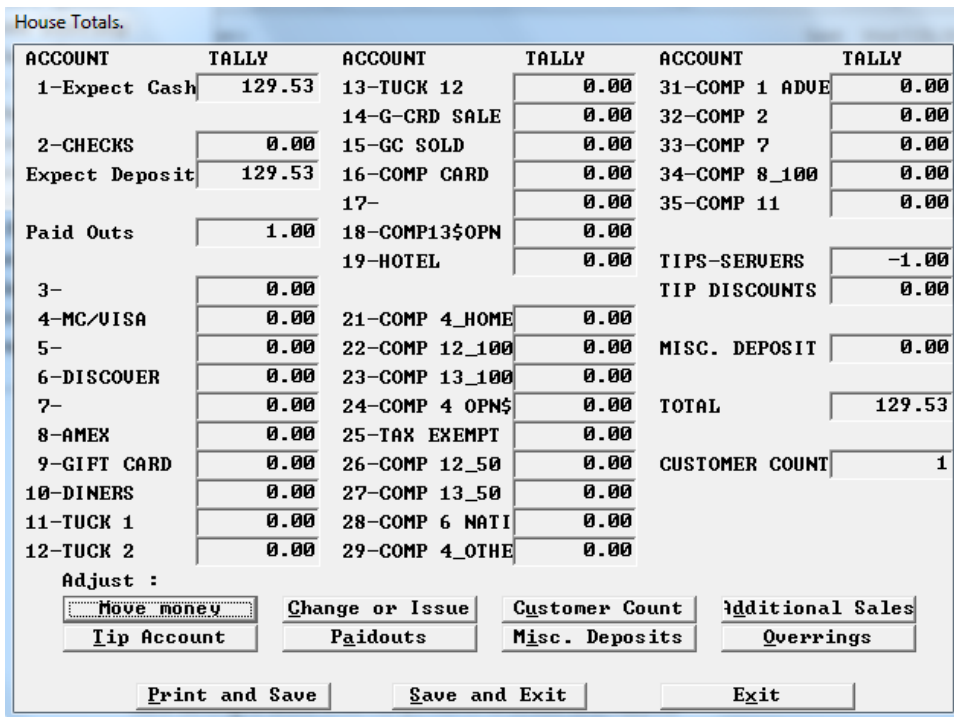 House Totals.
ACCOUNT TALLY ACCOUNT TALLY ACCOUNT TALLY
1-Expect Cash 129.53 13-TUCK 12 0.00 31-COMP 1 ADVE 0.00
14-G-CRD SALE 0.00 32-COMP 2 0.00
2-CHECKS 0.00 15-GC SOLD 0.00 33-COMP 7 0.00
Expect Deposit 129.53 16-COMP CARD 0.00 34-COMP 8_100 0.00
17- 0.00 35-COMP 11 0.00
Paid Outs 1.00 18-COMP13$OPN 0.00
19-HOTEL 0.00 TIPS-SERVERS -1.00
3- 0.00 TIP DISCOUNTS 0.00
4-MC/VISA 0.00 21-COMP 4_HOME 0.00
5- 0.00 22-COMP 12_100 0.00 MISC. DEPOSIT 0.00
6-DISCOVER 0.00 23-COMP 13_100 0.00
7- 0.00 24-COMP 4 OPN$ 0.00 TOTAL 129.53
8-AMEX 0.00 25-TAX EXEMPT 0.00
9-GIFT CARD 0.00 26-COMP 12_50 0.00 CUSTOMER COUNT 1
10-DINERS 0.00 27-COMP 13_50 0.00
11-TUCK 1 0.00 28-COMP 6 NATI 0.00
12-TUCK 2 0.00 29-COMP 4_OTHE 0.00
Adjust :
Move money Change or Issue Customer Count Additional Sales
Tip Account Paidouts Misc. Deposits Overrings
Print and Save Save and Exit Exit